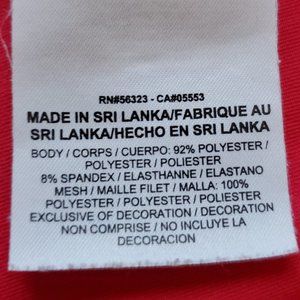 RN#56323 - CA#05553
MADE IN SRI LANKA/FABRIQUE AU
SRI LANKA/HECHO EN SRI LANKA
BODY / CORPS / CUERPO: 92% POLYESTER /
POLYESTER / POLIESTER
8% SPANDEX / ELASTHANNE / ELASTANO
MESH / MAILLE FILET / MALLA: 100%
POLYESTER / POLYESTER / POLIESTER
EXCLUSIVE OF DECORATION / DECORATION
NON COMPRISE / NO INCLUYE LA
DECORACION